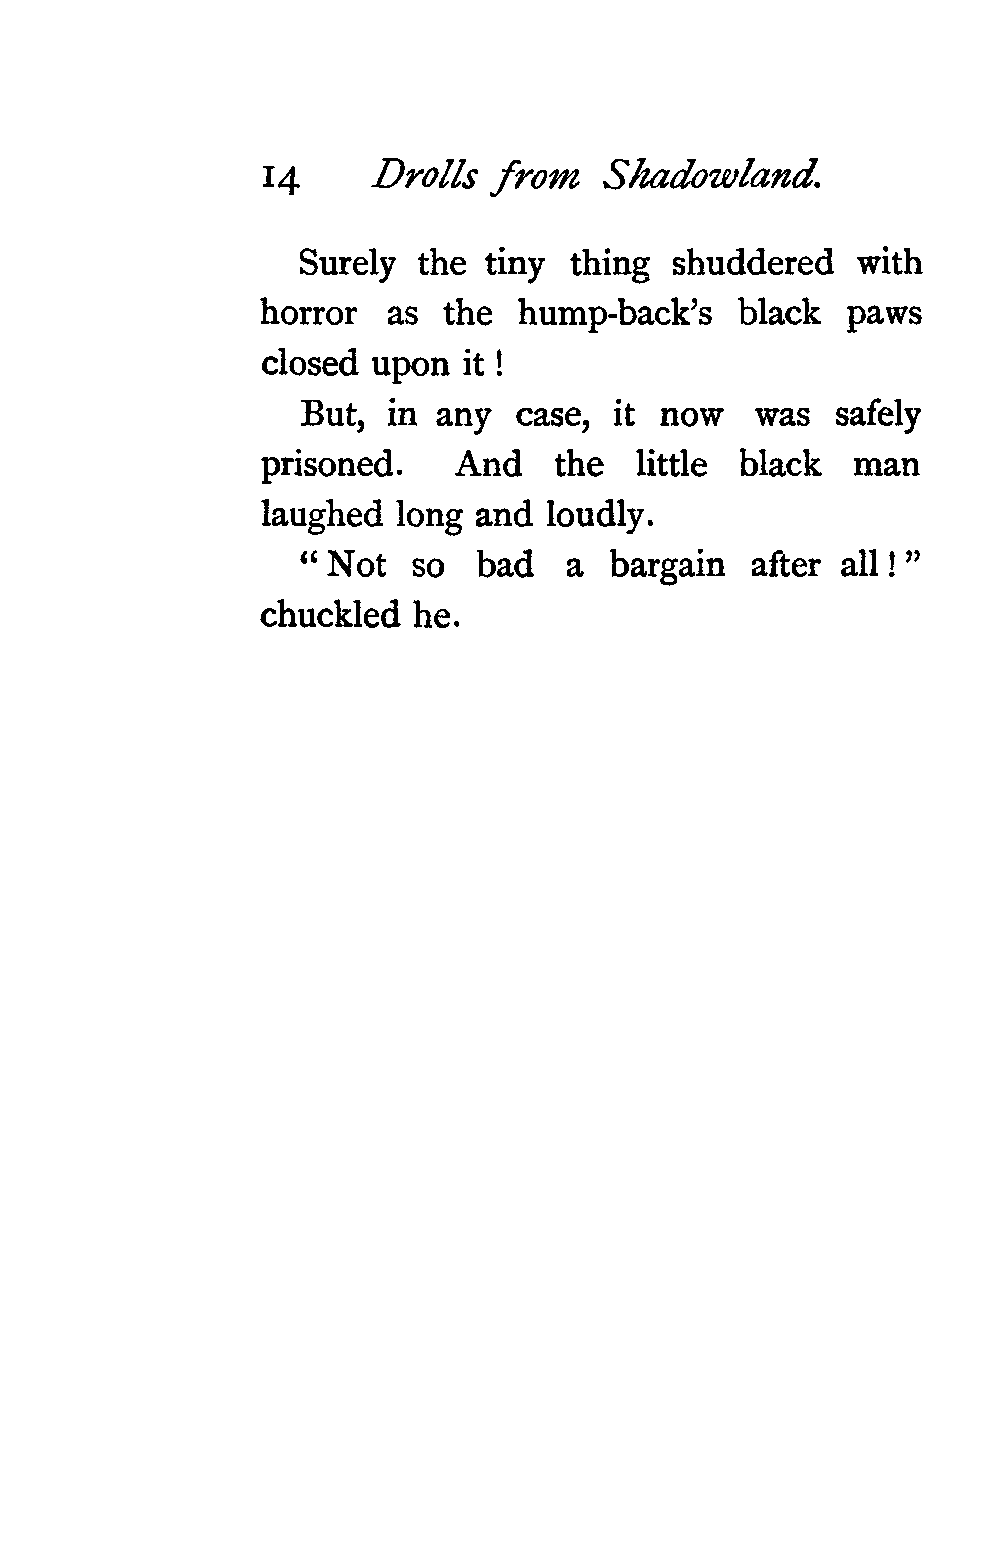 14 Drolls from Shadowland.
Surely the tiny thing shuddered with
horror as the hump-back's black paws
closed upon it !
But, in any case, it now was safely
prisoned. And the little black man
laughed long and loudly.
“ Not so bad a bargain after all ! ”
chuckled he.